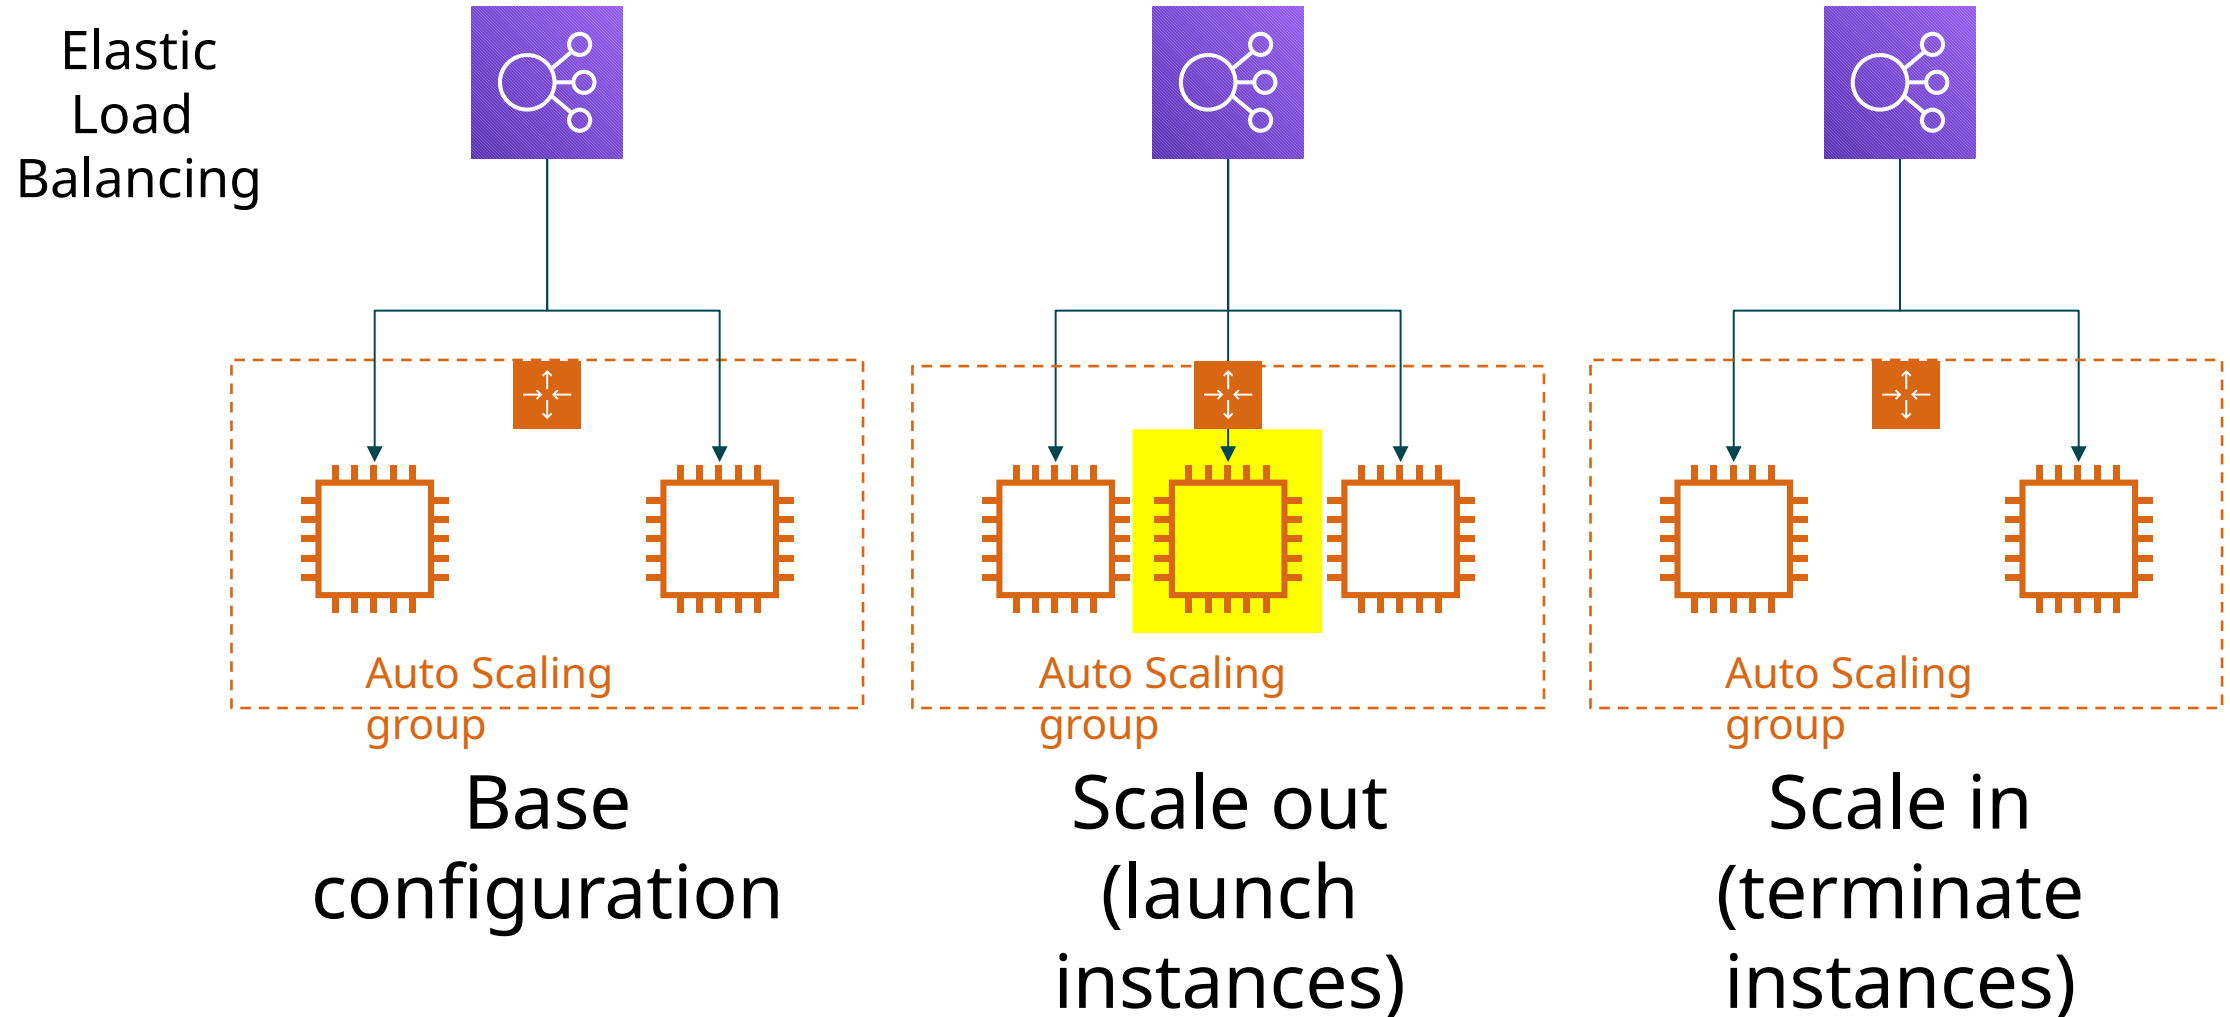 Elastic
Load
Balancing
Auto Scaling
group
Auto Scaling
group
Auto Scaling
group
Base
configuration
Scale out
(launch
instances)
Scale in
(terminate
instances)